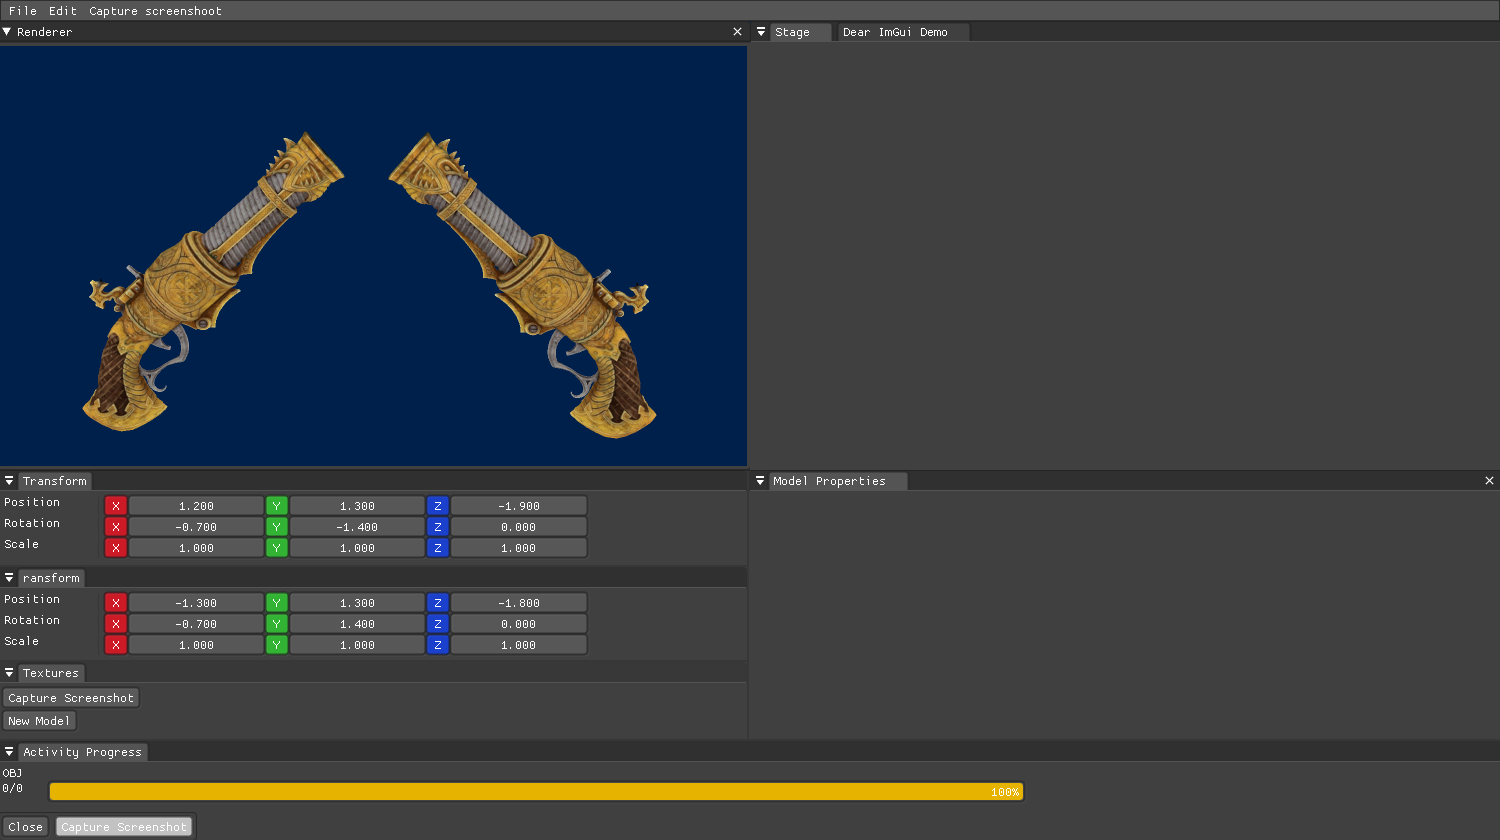 File Edit Capture screenshoot
Renderer
Stage Dear ImGui Demo
Transform
Position X 1.200 Y 1.300 Z -1.900
Rotation X -0.700 Y -1.400 Z 0.000
Scale X 1.000 Y 1.000 Z 1.000
ransform
Position X -1.300 Y 1.300 Z -1.800
Rotation X -0.700 Y 1.400 Z 0.000
Scale X 1.000 Y 1.000 Z 1.000
Textures
Capture Screenshot
New Model
Model Properties
Activity Progress
OBJ
0/0
100%
Close Capture Screenshot